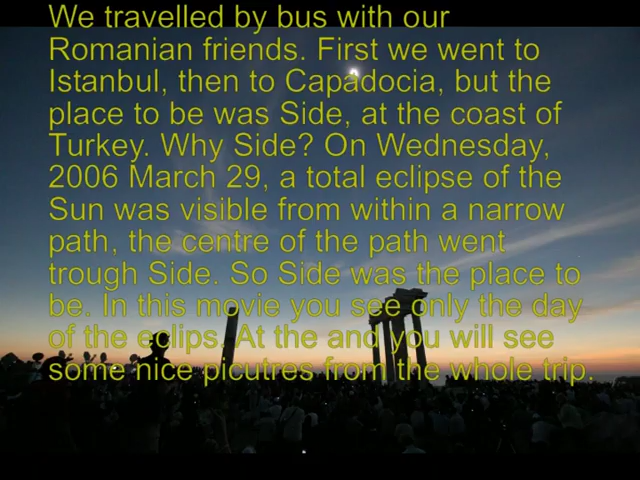 We travelled by bus with our
Romanian friends. First we went to
Istanbul, then to Capadocia, but the
place to be was Side, at the coast of
Turkey. Why Side? On Wednesday,
2006 March 29, a total eclipse of the
Sun was visible from within a narrow
path, the centre of the path went
trough Side. So Side was the place to
be. In this movie you see only the day
of the eclips. At the and you will see
some nice picutres from the whole trip.